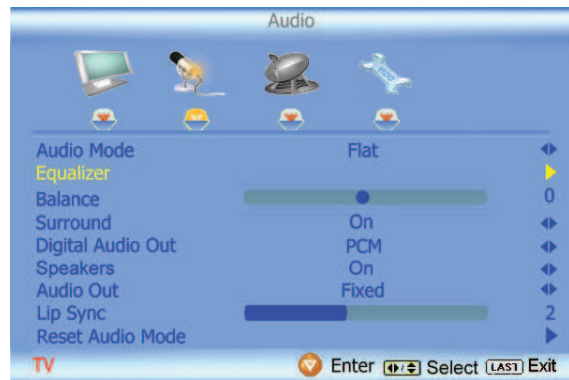 Audio
Audio Mode Flat
Equalizer
Balance 0
Surround On
Digital Audio Out PCM
Speakers On
Audio Out Fixed
Lip Sync 2
Reset Audio Mode
TV Enter Select LAST Exit